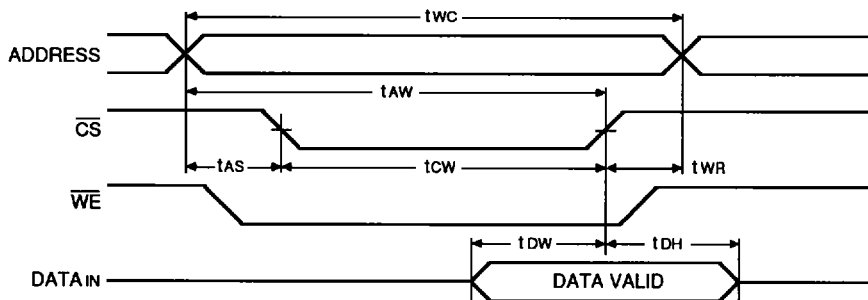 tWC
ADDRESS
tAW
CS
tAS tCW tWR
WE
tDW tDH
DATA IN DATA VALID